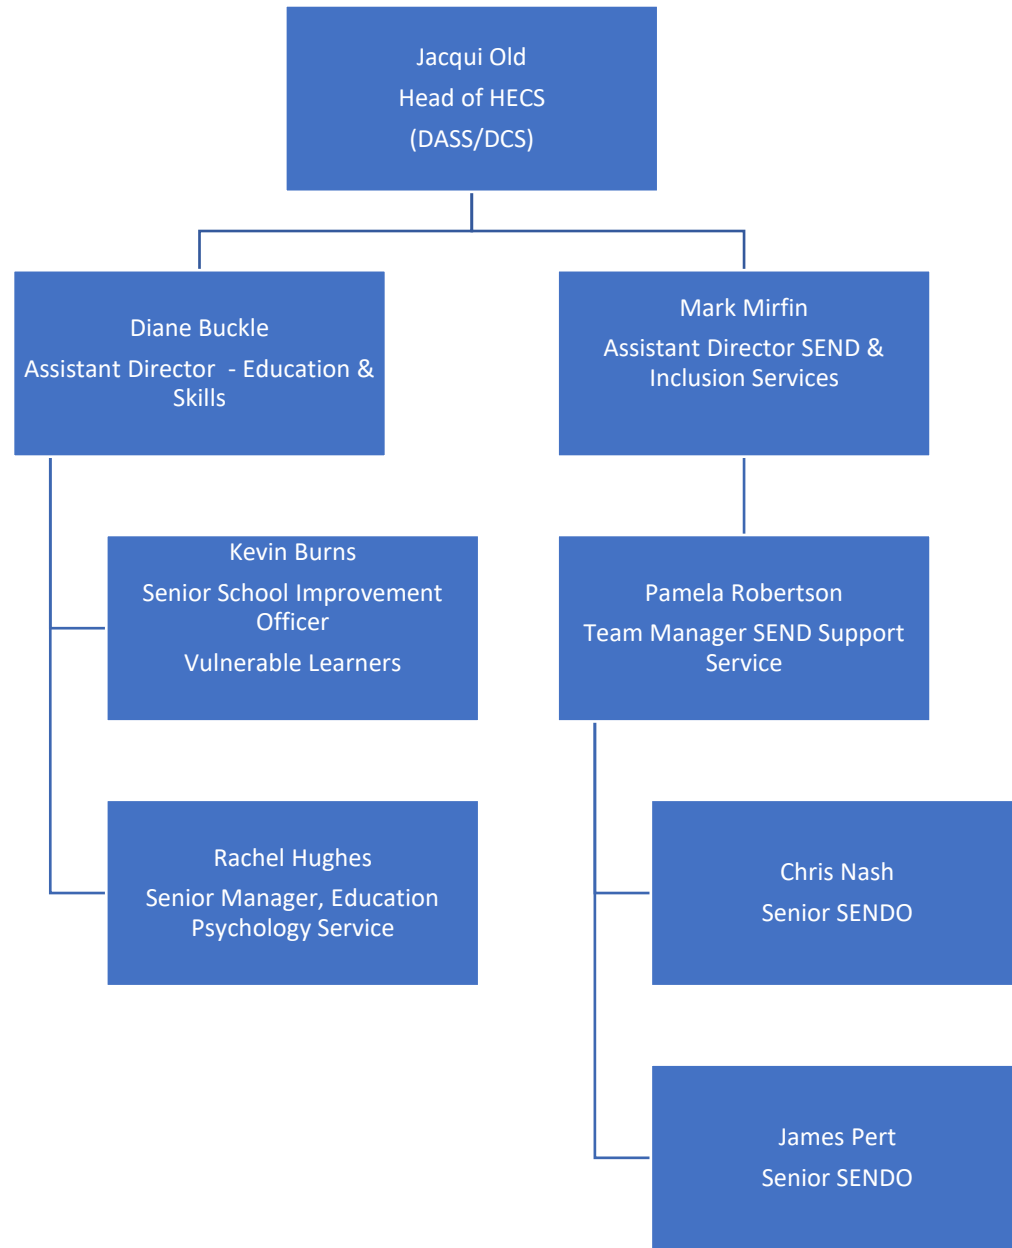 Jacqui Old
Head of HECS
(DASS/DCS)
Diane Buckle
Assistant Director  - Education &
Skills
Mark Mirfin
Assistant Director SEND &
Inclusion Services
Kevin Burns
Senior School Improvement
Officer
Vulnerable Learners
Pamela Robertson
Team Manager SEND Support
Service
Rachel Hughes
Senior Manager, Education
Psychology Service
Chris Nash
Senior SENDO
James Pert
Senior SENDO